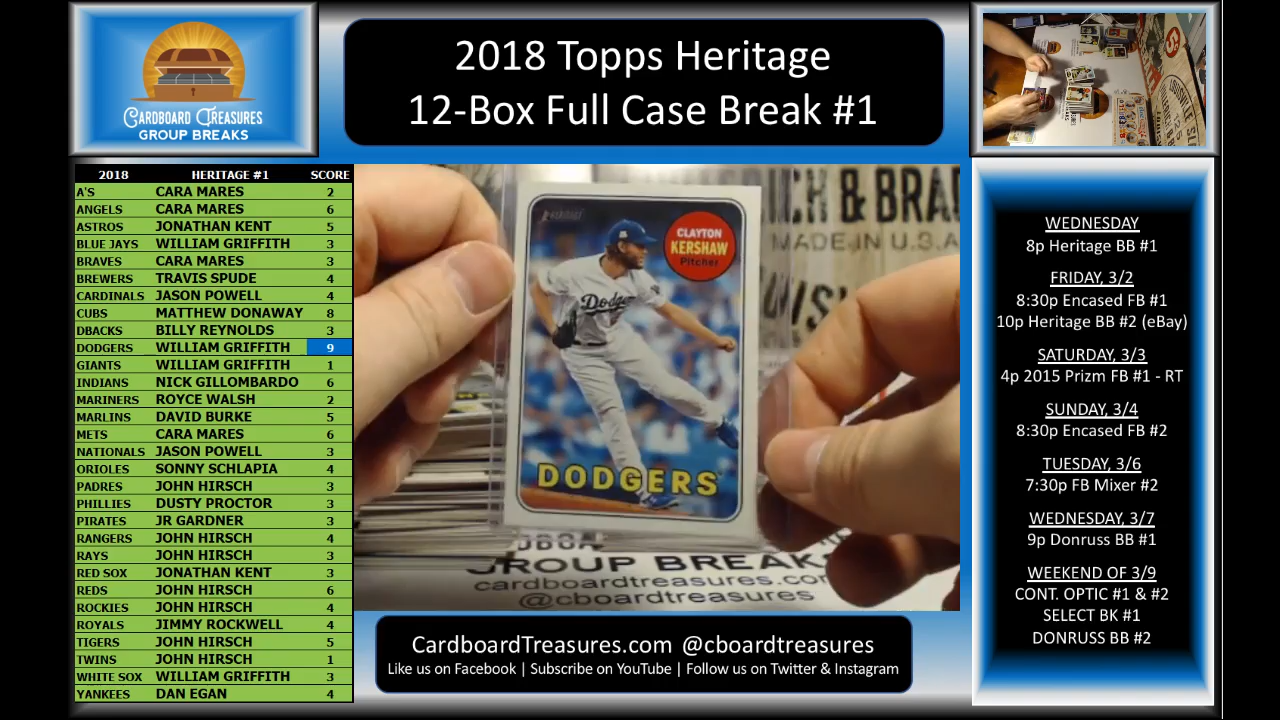 CARDBOARD TREASURES
GROUP BREAKS
2018 Topps Heritage
12-Box Full Case Break #1
2018 HERITAGE #1 SCORE
A'S CARA MARES 2
ANGELS CARA MARES 6
ASTROS JONATHAN KENT 5
BLUE JAYS WILLIAM GRIFFITH 3
BRAVES CARA MARES 3
BREWERS TRAVIS SPUDE 4
CARDINALS JASON POWELL 4
CUBS MATTHEW DONAWAY 8
DBACKS BILLY REYNOLDS 3
DODGERS WILLIAM GRIFFITH 9
GIANTS WILLIAM GRIFFITH 1
INDIANS NICK GILLOMBARDO 6
MARINERS ROYCE WALSH 2
MARLINS DAVID BURKE 5
METS CARA MARES 6
NATIONALS JASON POWELL 3
ORIOLES SONNY SCHLAPIA 4
PADRES JOHN HIRSCH 3
PHILLIES DUSTY PROCTOR 3
PIRATES JR GARDNER 3
RANGERS JOHN HIRSCH 4
RAYS JOHN HIRSCH 3
RED SOX JONATHAN KENT 3
REDS JOHN HIRSCH 6
ROCKIES JOHN HIRSCH 4
ROYALS JIMMY ROCKWELL 4
TIGERS JOHN HIRSCH 5
TWINS JOHN HIRSCH 1
WHITE SOX WILLIAM GRIFFITH 3
YANKEES DAN EGAN 4
Heritage
CLAYTON
KERSHAW
Pitcher
Dodgers
DODGERS
CH & BRA
MADE IN U.S.A
GROUP BREAK
cardboardtreasures.co
@cboardtreasures
CardboardTreasures.com @cboardtreasures
Like us on Facebook | Subscribe on YouTube | Follow us on Twitter & Instagram
WEDNESDAY
8p Heritage BB #1
FRIDAY, 3/2
8:30p Encased FB #1
10p Heritage BB #2 (eBay)
SATURDAY, 3/3
4p 2015 Prizm FB #1 - RT
SUNDAY, 3/4
8:30p Encased FB #2
TUESDAY, 3/6
7:30p FB Mixer #2
WEDNESDAY, 3/7
9p Donruss BB #1
WEEKEND OF 3/9
CONT. OPTIC #1 & #2
SELECT BK #1
DONRUSS BB #2